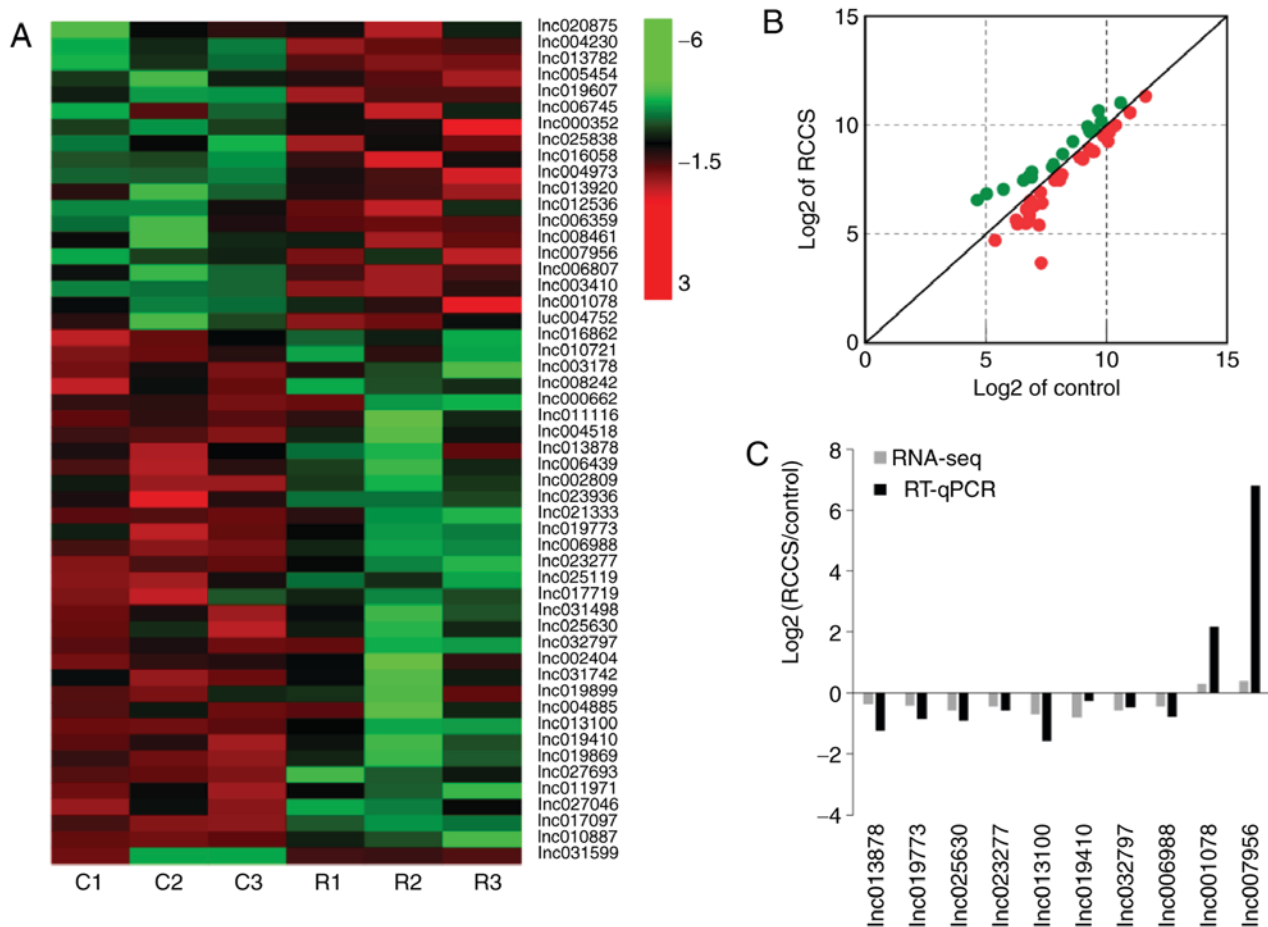 A
lnc020875
lnc004230
lnc013782
lnc005454
lnc019607
lnc006745
lnc000352
lnc025838
lnc016058
lnc004973
lnc013920
lnc012536
lnc006359
lnc008461
lnc007956
lnc006807
lnc003410
lnc001078
luc004752
lnc016862
lnc010721
lnc003178
lnc008242
lnc000662
lnc011116
lnc004518
lnc013878
lnc006439
lnc002809
lnc023936
lnc021333
lnc019773
lnc006988
lnc023277
lnc025119
lnc017719
lnc031498
lnc025630
lnc032797
lnc002404
lnc031742
lnc019899
lnc004885
lnc013100
lnc019410
lnc019869
lnc027693
lnc011971
lnc027046
lnc017097
lnc010887
lnc031599
C1 C2 C3 R1 R2 R3
−6
−1.5
3
B
Log2 of RCCS
15
10
5
0
0 5 10 15
Log2 of control
C
RNA-seq
RT-qPCR
Log2 (RCCS/control)
8
6
4
2
0
−2
−4
lnc013878
lnc019773
lnc025630
lnc023277
lnc013100
lnc019410
lnc032797
lnc006988
lnc001078
lnc007956